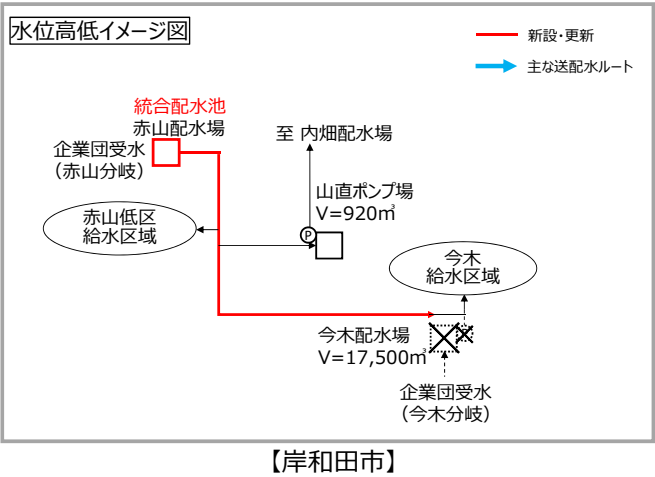 水位高低イメージ図
新設・更新
主な送配水ルート
統合配水池
赤山配水場
企業団受水
（赤山分岐）
至 内畑配水場
山直ポンプ場
V=920㎥
P
赤山低区
給水区域
今木
給水区域
今木配水場
V=17,500㎥
P
企業団受水
（今木分岐）
【岸和田市】